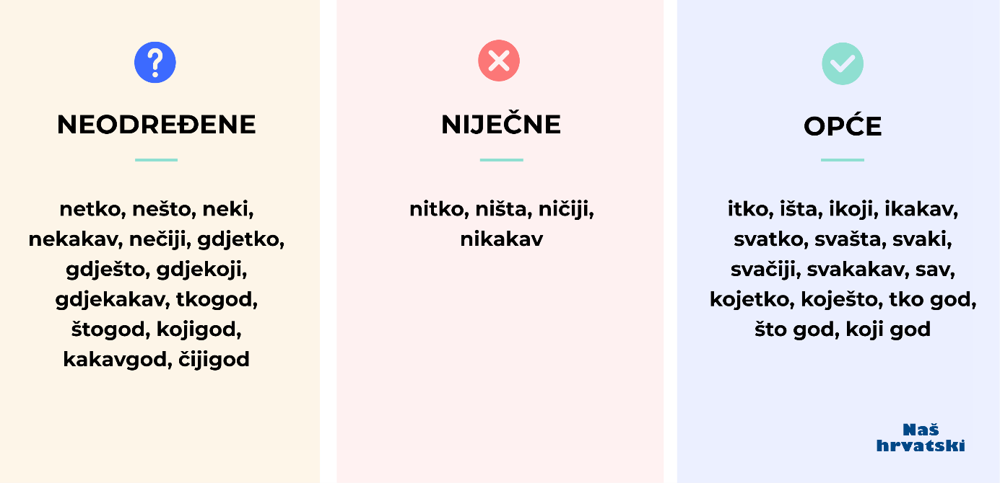 NEODREĐENE
netko, nešto, neki,
nekakav, nečiji, gdjetko,
gdješto, gdjekoji,
gdjekakav, tkogod,
štogod, kojigod,
kakavgod, čijigod
NIJEČNE
nitko, ništa, ničiji,
nikakav
OPĆE
itko, išta, ikoji, ikakav,
svatko, svašta, svaki,
svačiji, svakakav, sav,
kojetko, koješto, tko god,
što god, koji god
Naš
hrvatski